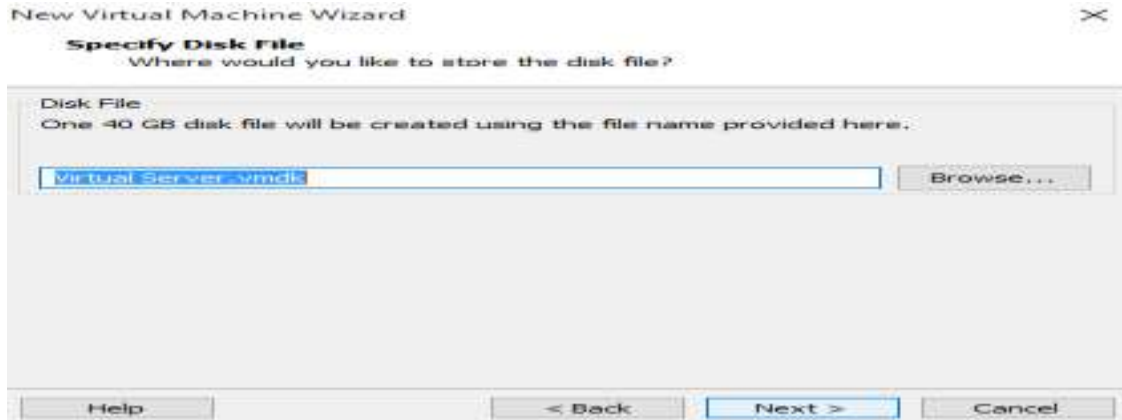 New Virtual Machine Wizard
Specify Disk File
Where would you like to store the disk file?
Disk File
One 40 GB disk file will be created using the file name provided here.
Virtual Server.vmdk
Browse...
Help
< Back
Next >
Cancel